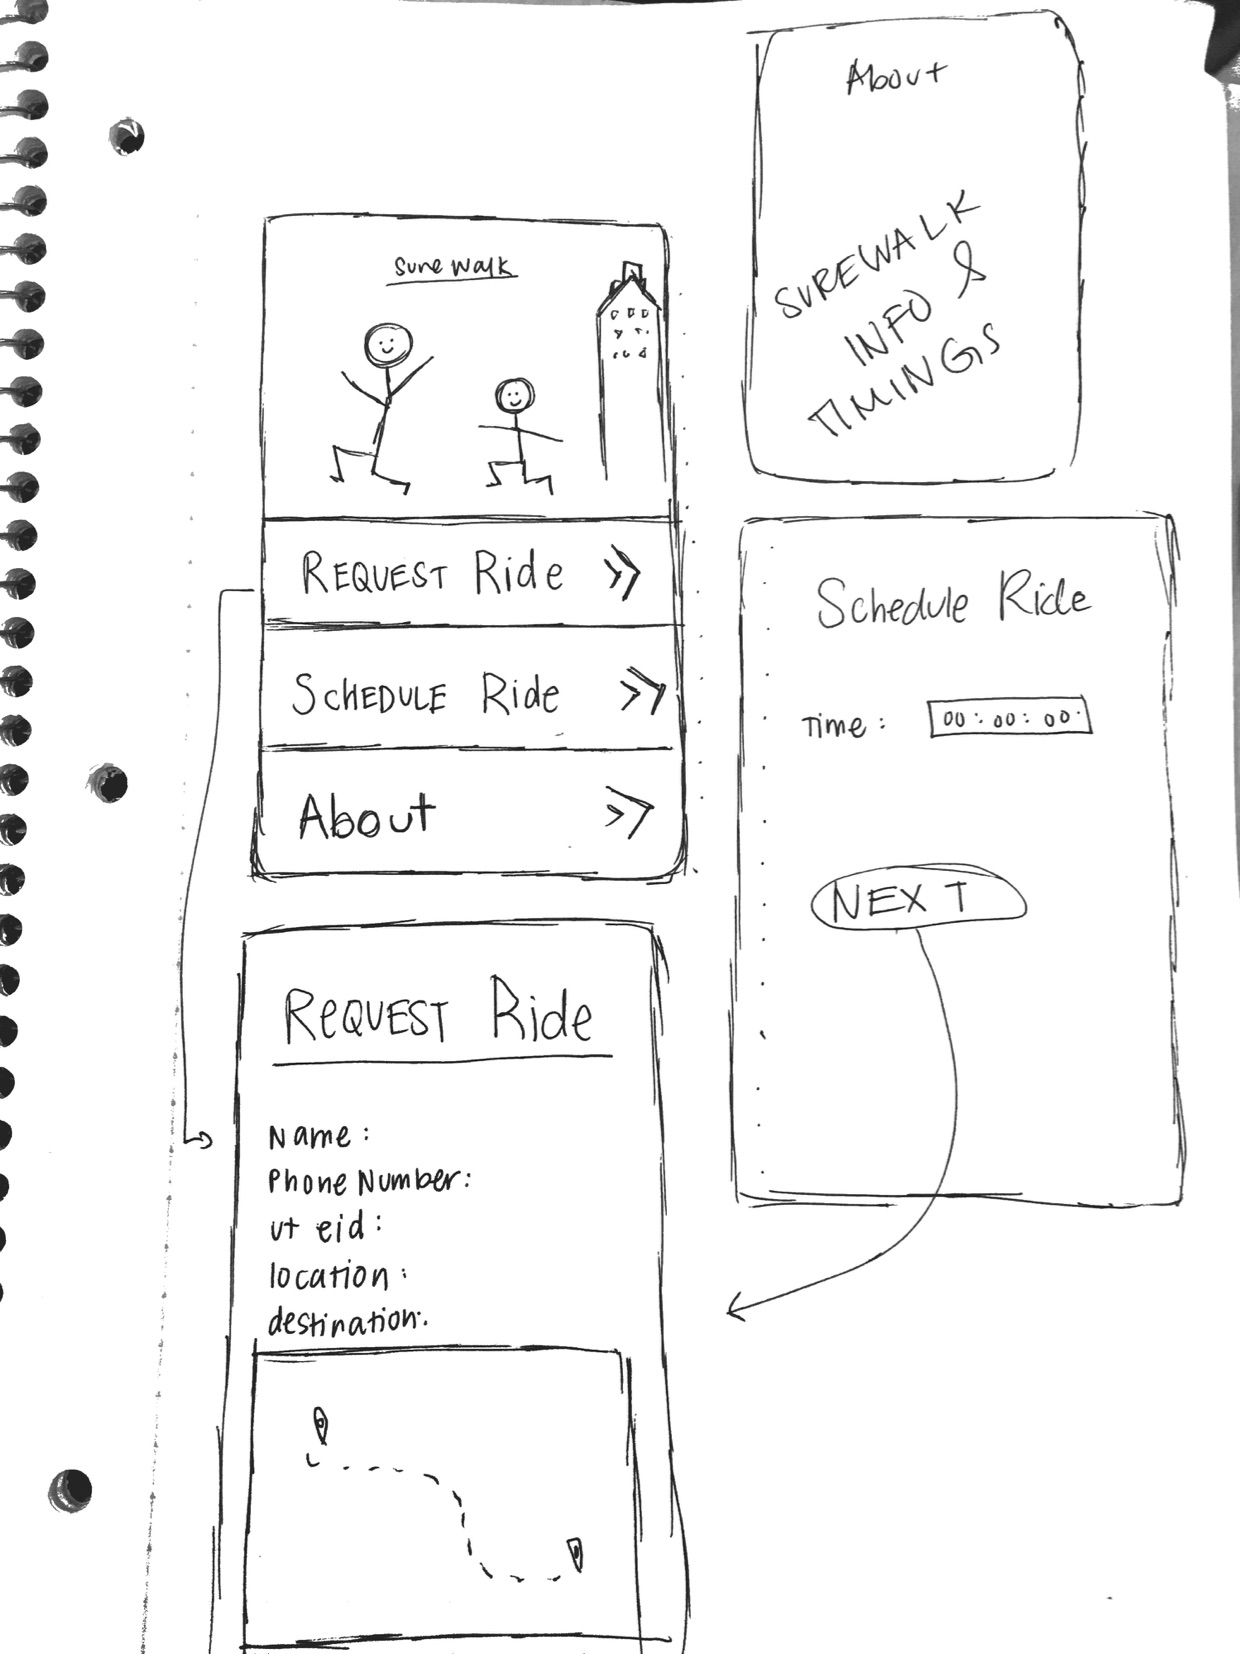 sure walk
REQUEST Ride >>
SCHEDULE Ride >>
About >>
About
SUREWALK
INFO &
TIMINGS
Schedule Ride
Time : 00 : 00 : 00
NEXT
REQUEST Ride
Name :
Phone Number:
ut eid :
location :
destination: